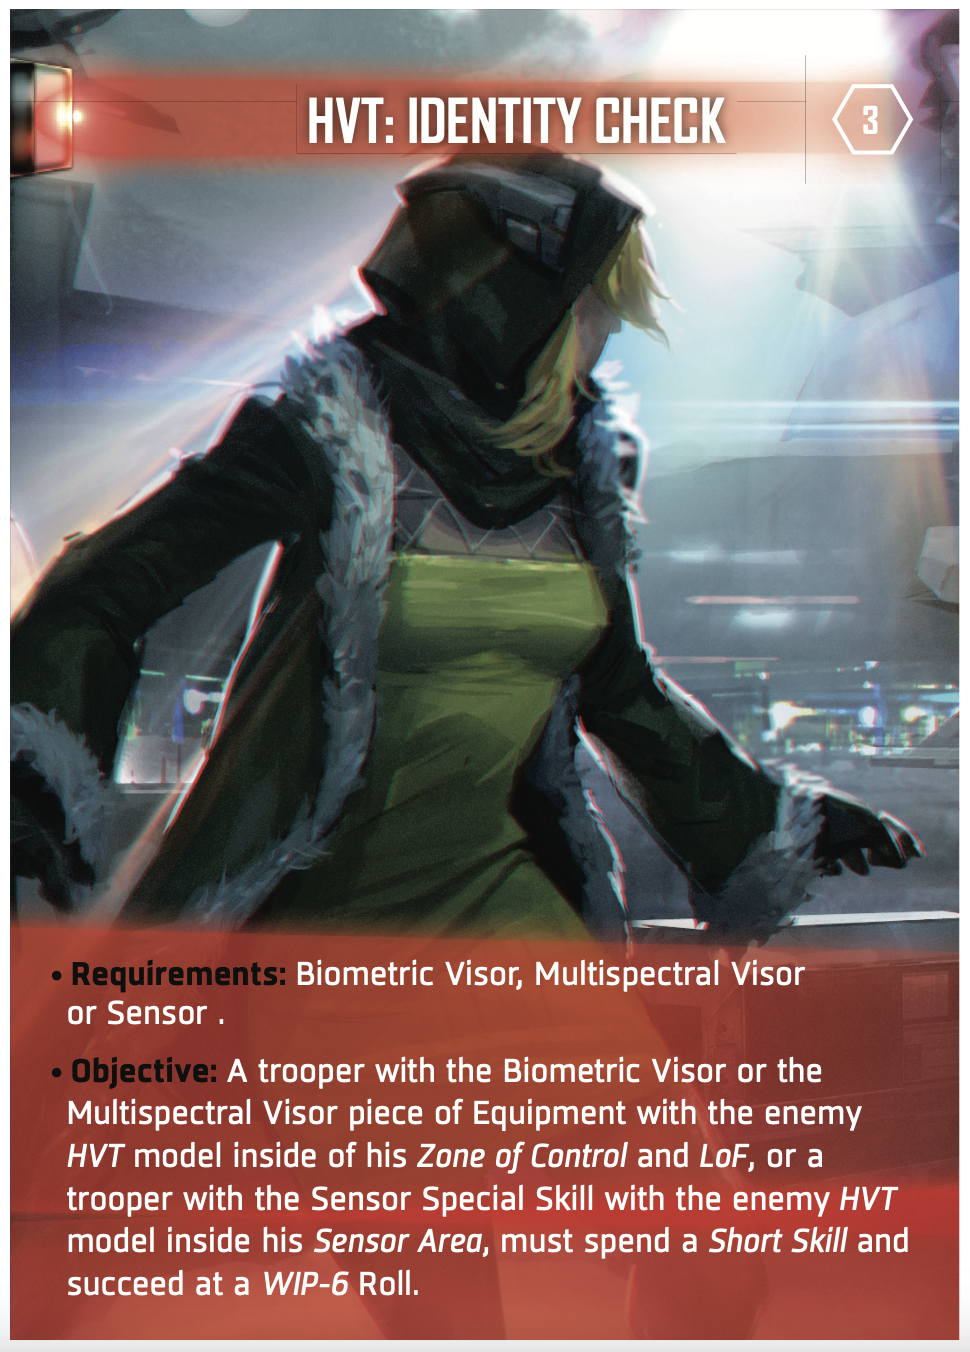 HVT: IDENTITY CHECK
3
• Requirements: Biometric Visor, Multispectral Visor
or Sensor .
• Objective: A trooper with the Biometric Visor or the
Multispectral Visor piece of Equipment with the enemy
HVT model inside of his Zone of Control and LoF, or a
trooper with the Sensor Special Skill with the enemy HVT
model inside his Sensor Area, must spend a Short Skill and
succeed at a WIP-6 Roll.